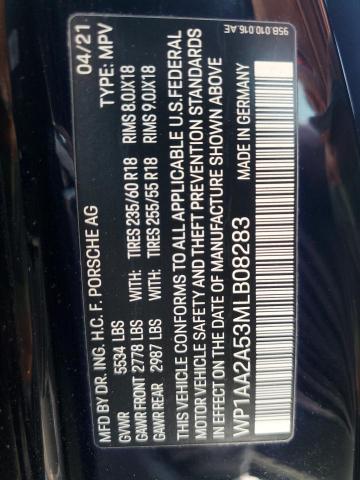 95B.010.016.AE
MFD BY DR. ING. H.C. F. PORSCHE AG 04/21
GVWR 5534 LBS TYPE: MPV
GAWR FRONT 2778 LBS WITH: TIRES 235/60 R18 RIMS 8.0JX18
GAWR REAR 2987 LBS WITH: TIRES 255/55 R18 RIMS 9.0JX18
THIS VEHICLE CONFORMS TO ALL APPLICABLE U.S. FEDERAL
MOTOR VEHICLE SAFETY AND THEFT PREVENTION STANDARDS
IN EFFECT ON THE DATE OF MANUFACTURE SHOWN ABOVE
WP1AA2A53MLB08283